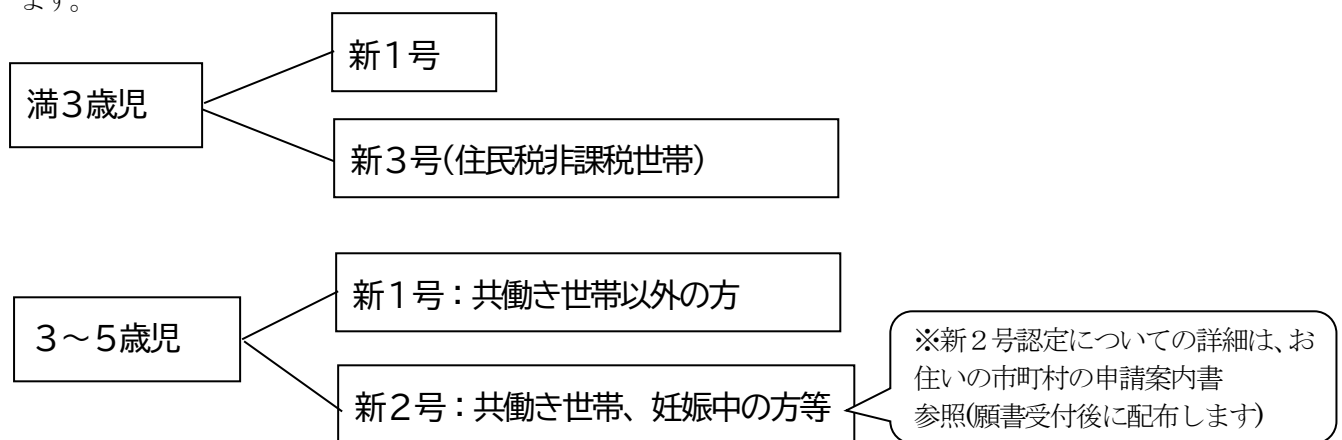 ます。
新1号
満3歳児
新3号(住民税非課税世帯)
新1号：共働き世帯以外の方
3～5歳児
新2号：共働き世帯、妊娠中の方等
※新２号認定についての詳細は、お
住いの市町村の申請案内書
参照(願書受付後に配布します)